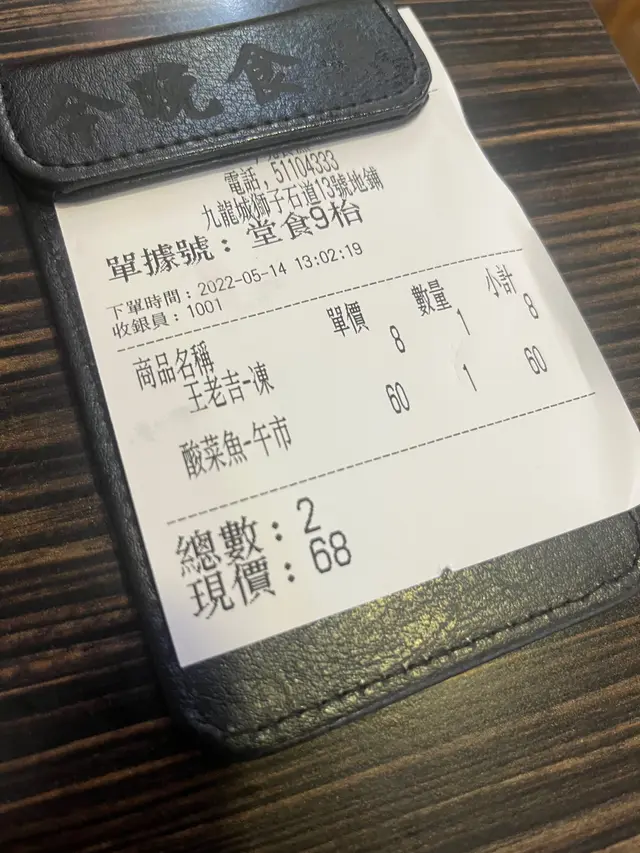 今晚食
電話：51104333
九龍城獅子石道13號地鋪
單據號：堂食9枱
下單時間：2022-05-14 13:02:19
收銀員：1001
商品名稱 單價 數量 小計
王老吉-凍 8 1 8
酸菜魚-午市 60 1 60
總數：2
現價：68